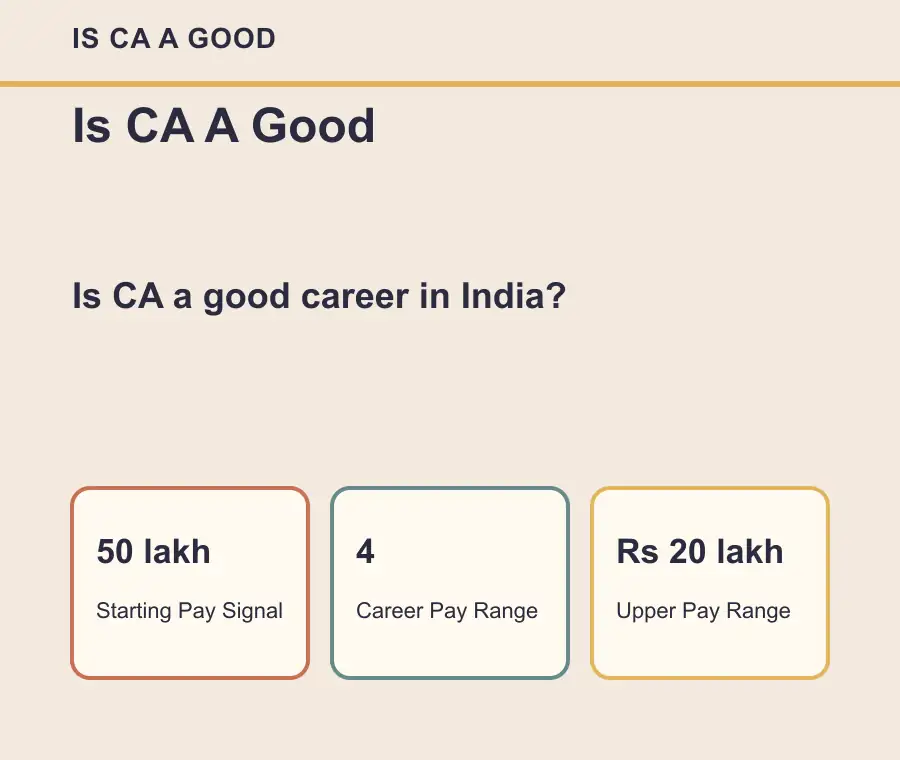 IS CA A GOOD
Is CA A Good
Is CA a good career in India?
50 lakh
Starting Pay Signal
4
Career Pay Range
Rs 20 lakh
Upper Pay Range